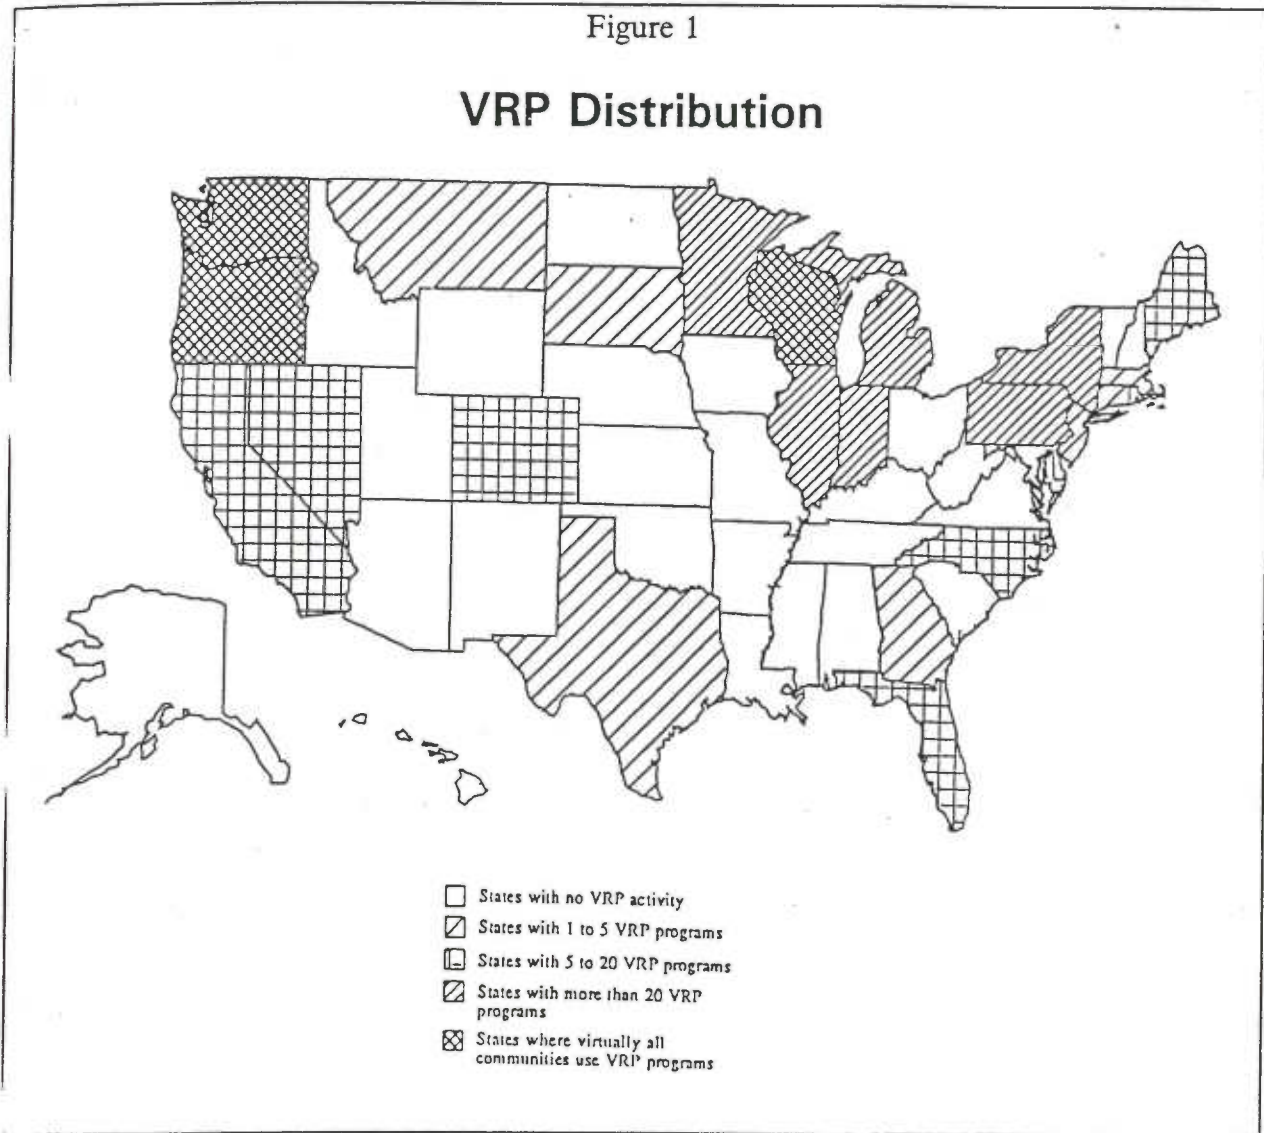 Figure 1
VRP Distribution
States with no VRP activity
States with 1 to 5 VRP programs
States with 5 to 20 VRP programs
States with more than 20 VRP
programs
States where virtually all
communities use VRP programs